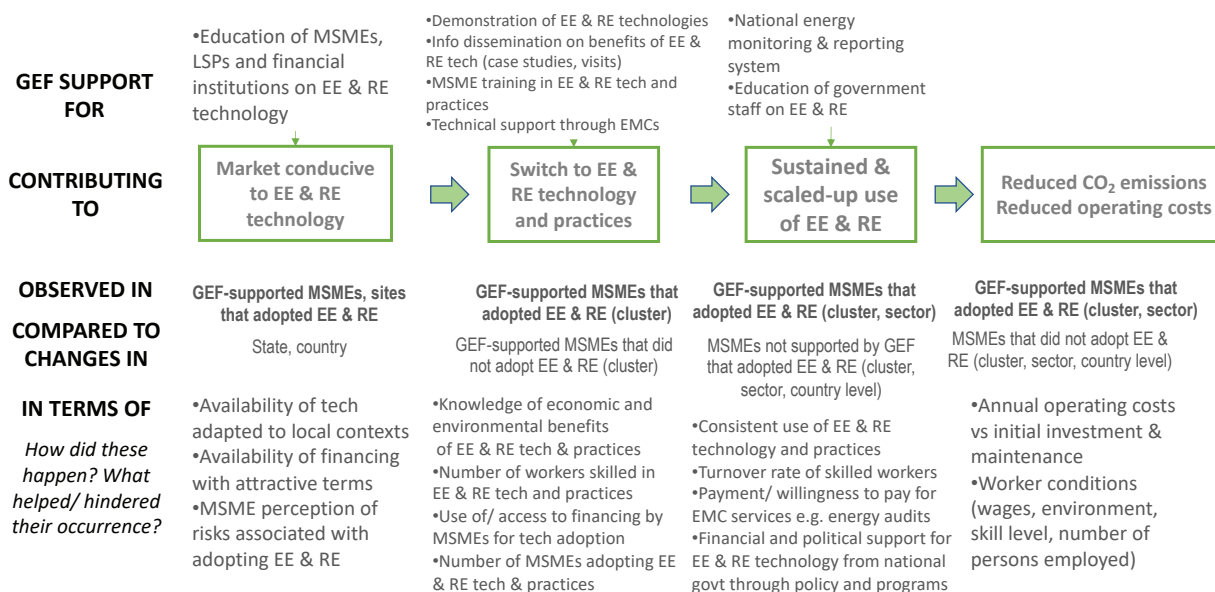 GEF SUPPORT
FOR
•Education of MSMEs,
LSPs and financial
institutions on EE & RE
technology
•Demonstration of EE & RE technologies
•Info dissemination on benefits of EE &
RE tech (case studies, visits)
•MSME training in EE & RE tech and
practices
•Technical support through EMCs
•National energy
monitoring & reporting
system
•Education of government
staff on EE & RE
CONTRIBUTING
TO
Market conducive
to EE & RE
technology
Switch to EE &
RE technology
and practices
Sustained &
scaled-up use
of EE & RE
Reduced CO₂ emissions
Reduced operating costs
OBSERVED IN
GEF-supported MSMEs, sites
that adopted EE & RE
GEF-supported MSMEs that
adopted EE & RE (cluster)
GEF-supported MSMEs that
adopted EE & RE (cluster, sector)
GEF-supported MSMEs that
adopted EE & RE (cluster, sector)
COMPARED TO
CHANGES IN
State, country
GEF-supported MSMEs that did
not adopt EE & RE (cluster)
MSMEs not supported by GEF
that adopted EE & RE (cluster,
sector, country level)
MSMEs that did not adopt EE &
RE (cluster, sector, country level)
IN TERMS OF
How did these
happen? What
helped/ hindered
their occurrence?
•Availability of tech
adapted to local contexts
•Availability of financing
with attractive terms
•MSME perception of
risks associated with
adopting EE & RE
•Knowledge of economic and
environmental benefits
of EE & RE tech & practices
•Number of workers skilled in
EE & RE tech and practices
•Use of/ access to financing by
MSMEs for tech adoption
•Number of MSMEs adopting EE
& RE tech & practices
•Consistent use of EE & RE
technology and practices
•Turnover rate of skilled workers
•Payment/ willingness to pay for
EMC services e.g. energy audits
•Financial and political support for
EE & RE technology from national
govt through policy and programs
•Annual operating costs
vs initial investment &
maintenance
•Worker conditions
(wages, environment,
skill level, number of
persons employed)